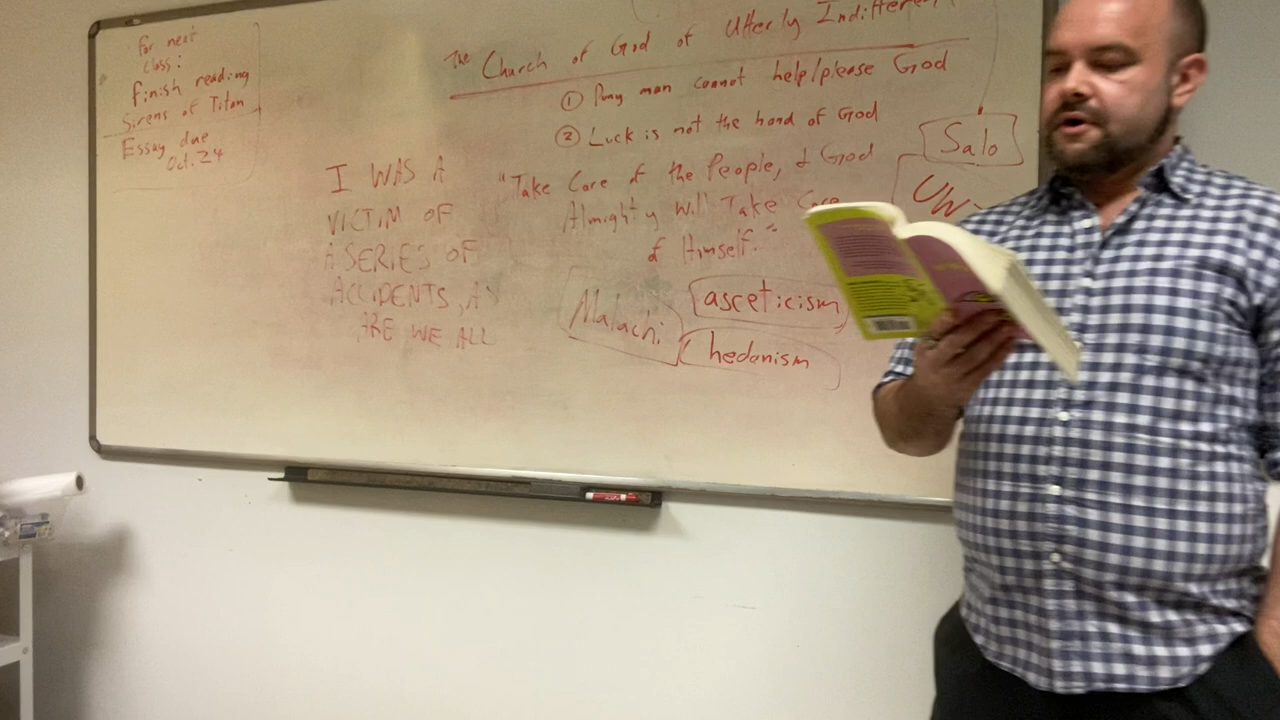 For next
class:
finish reading
Sirens of Titan
Essay due
Oct. 24
The Church of God of Utterly Indifferent
① Puny man cannot help/please God
② Luck is not the hand of God
"Take Care of the People, & God
Almighty Will Take Care
of Himself."
I WAS A
VICTIM OF
A SERIES OF
ACCIDENTS, AS
ARE WE ALL
Malachi
asceticism
hedonism
Salo
UW